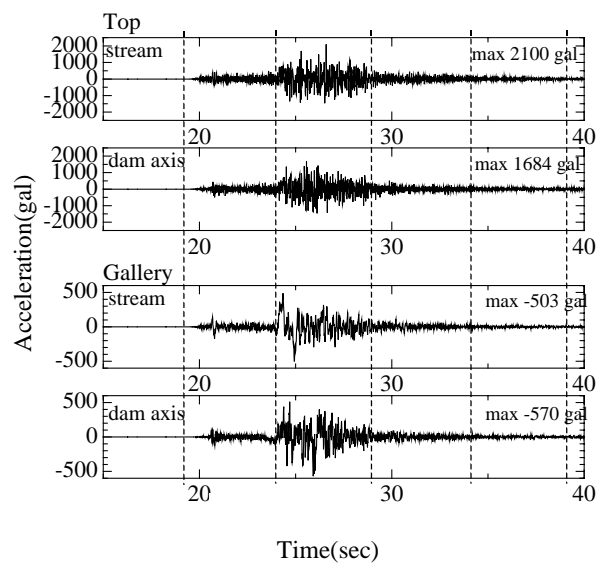 Top
2000
1000
0
-1000
-2000
stream
max 2100 gal
20
30
40
2000
1000
0
-1000
-2000
dam axis
max 1684 gal
20
30
40
Acceleration(gal)
Gallery
500
0
-500
stream
max -503 gal
20
30
40
500
0
-500
dam axis
max -570 gal
20
30
40
Time(sec)